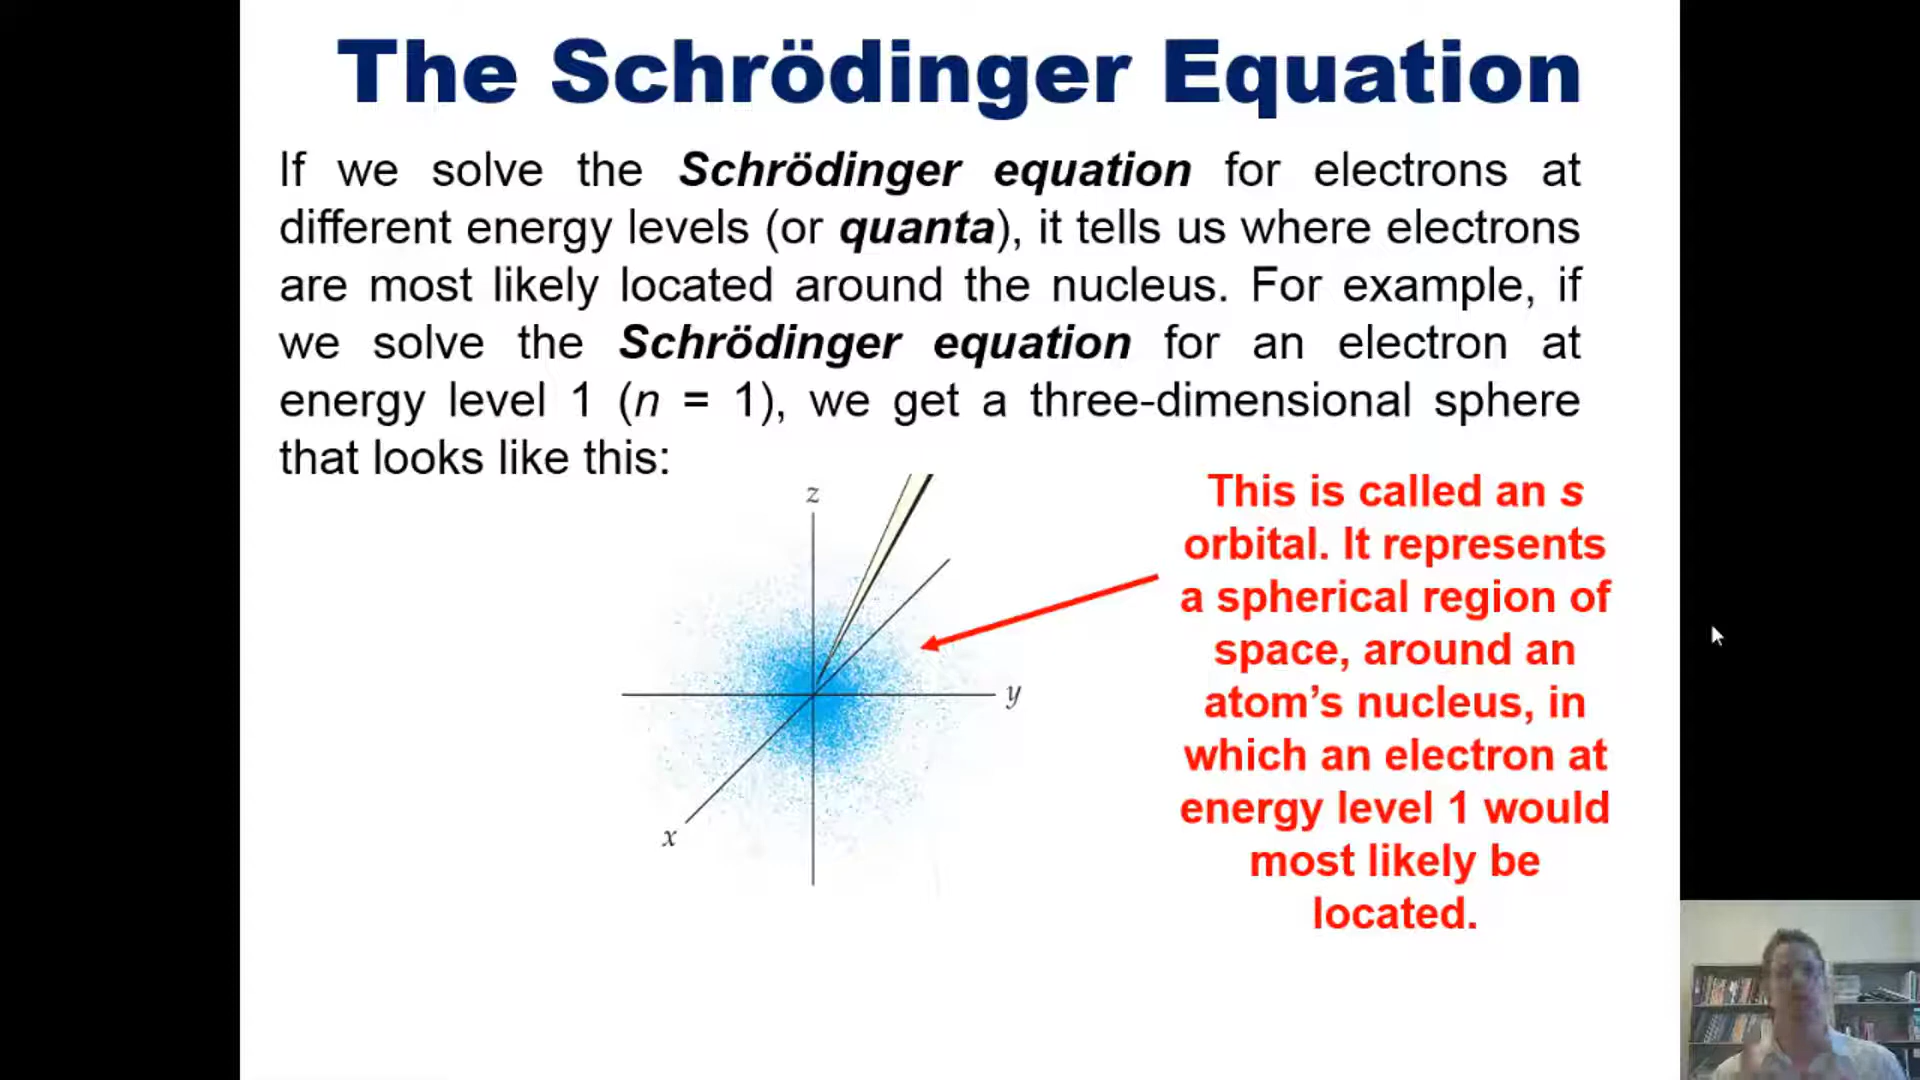 The Schrödinger Equation
If we solve the Schrödinger equation for electrons at
different energy levels (or quanta), it tells us where electrons
are most likely located around the nucleus. For example, if
we solve the Schrödinger equation for an electron at
energy level 1 (n = 1), we get a three-dimensional sphere
that looks like this:
z
y
x
This is called an s
orbital. It represents
a spherical region of
space, around an
atom’s nucleus, in
which an electron at
energy level 1 would
most likely be
located.